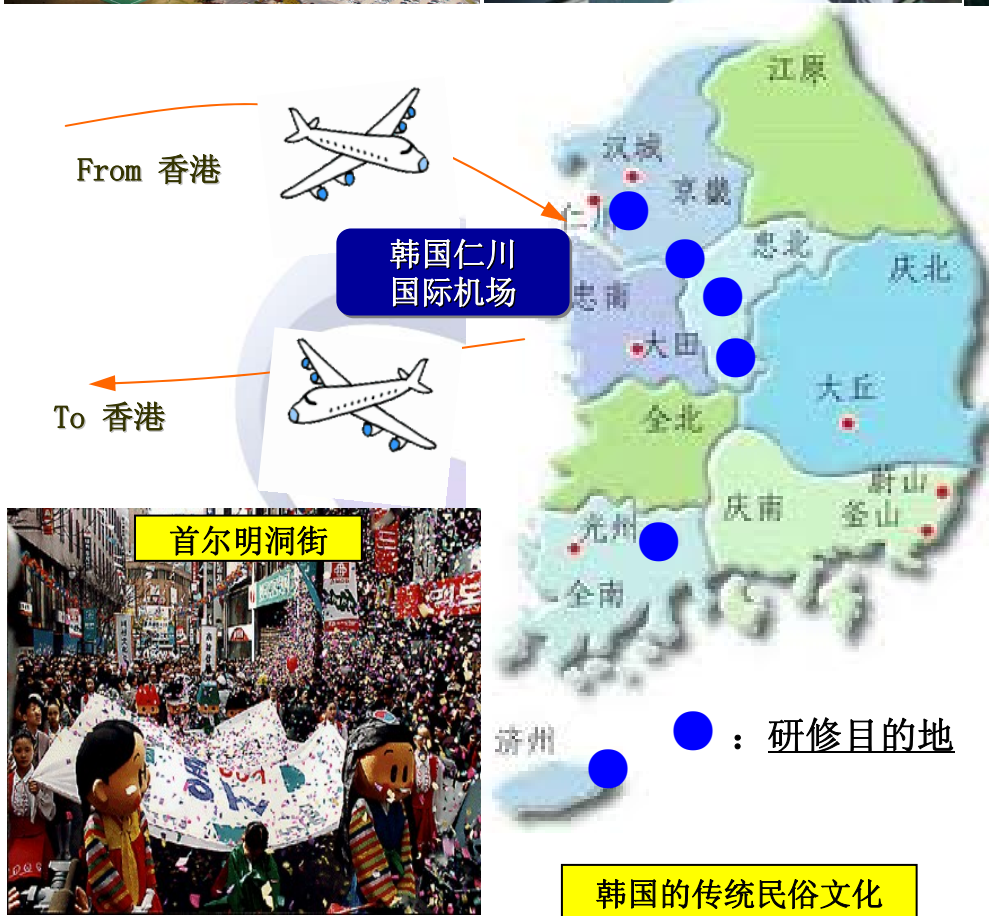 From 香港
韩国仁川
国际机场
To 香港
江原
汉城
京畿
仁川
忠北
庆北
忠南
大田
大丘
全北
蔚山
庆南
釜山
光州
全南
济州
：研修目的地
首尔明洞街
韩国的传统民俗文化